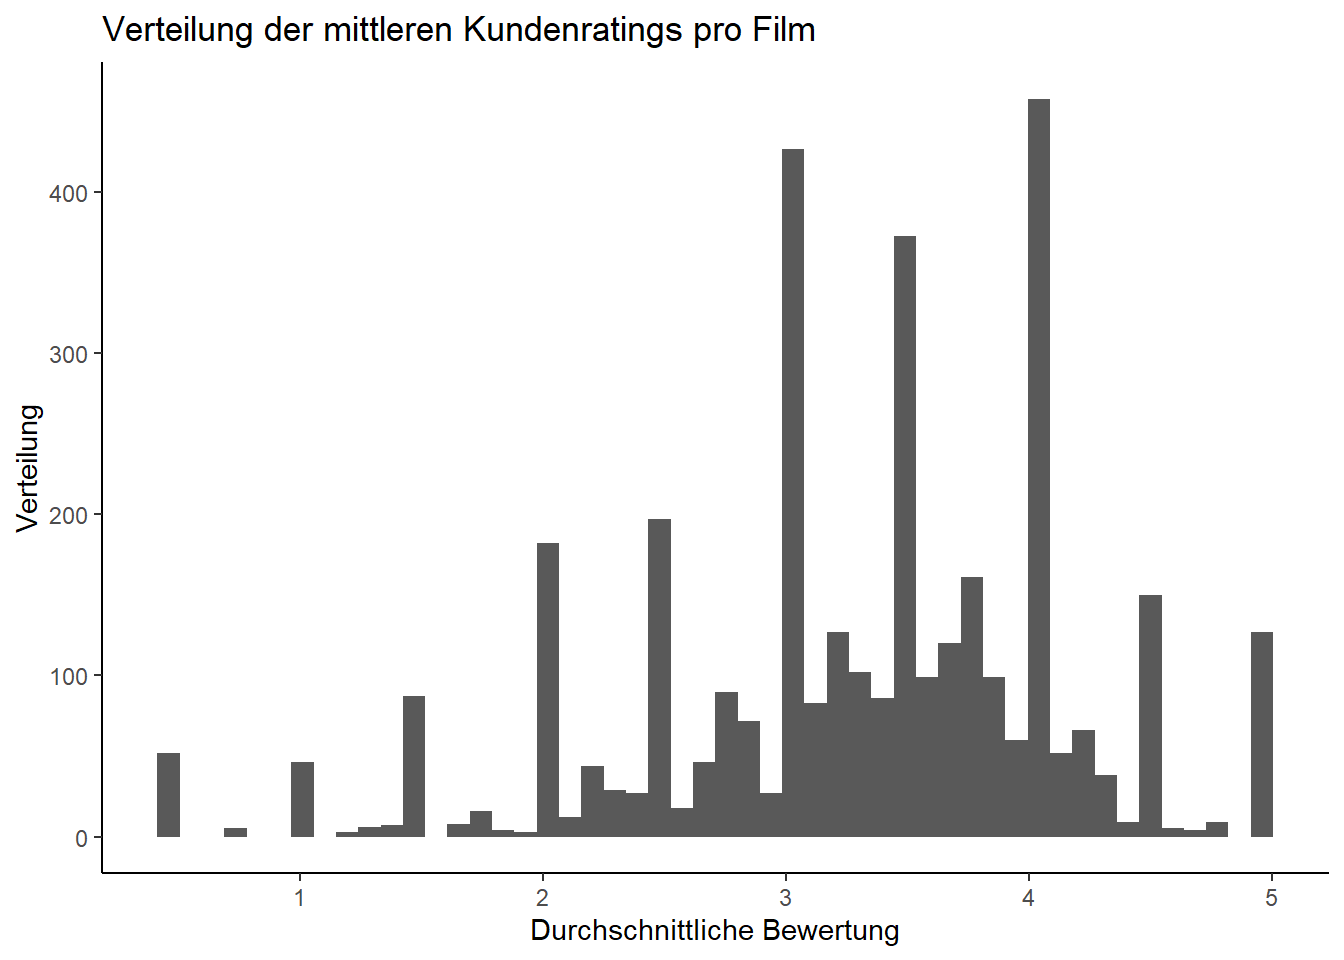 Verteilung der mittleren Kundenratings pro Film
400
300
200
100
0
Verteilung
1 2 3 4 5
Durchschnittliche Bewertung